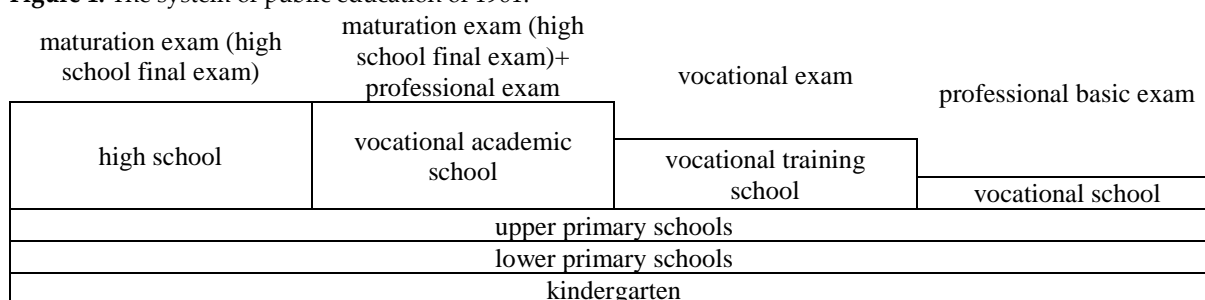 Figure 1. The system of public education of 1961.
maturation exam (high
school final exam)
maturation exam (high
school final exam)+
professional exam
vocational exam
professional basic exam
high school
vocational academic
school
vocational training
school
vocational school
upper primary schools
lower primary schools
kindergarten